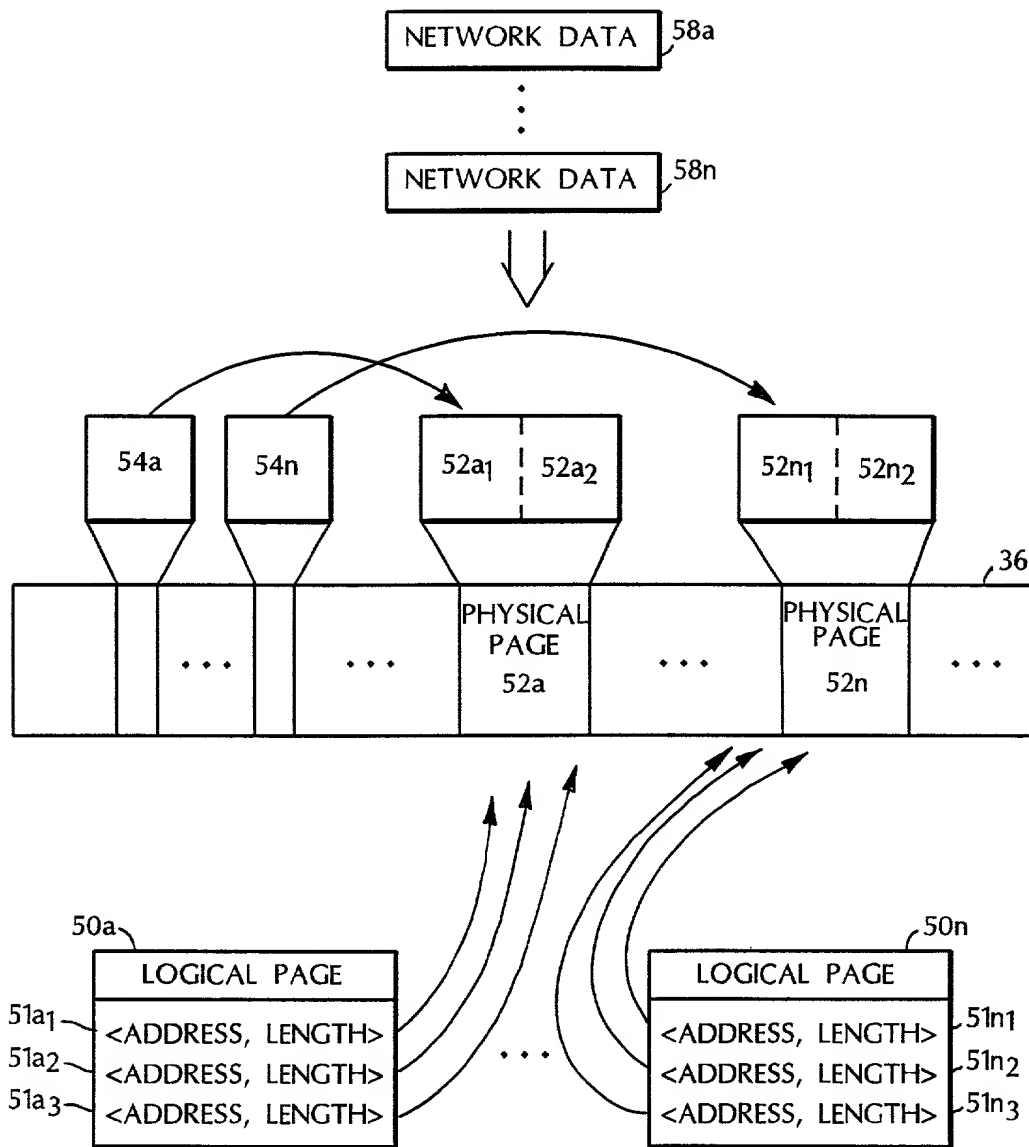 NETWORK DATA 58a
NETWORK DATA 58n
54a 54n 52a1 52a2 52n1 52n2
36
PHYSICAL PAGE 52a
PHYSICAL PAGE 52n
50a
LOGICAL PAGE
51a1 <ADDRESS, LENGTH>
51a2 <ADDRESS, LENGTH>
51a3 <ADDRESS, LENGTH>
50n
LOGICAL PAGE
<ADDRESS, LENGTH> 51n1
<ADDRESS, LENGTH> 51n2
<ADDRESS, LENGTH> 51n3